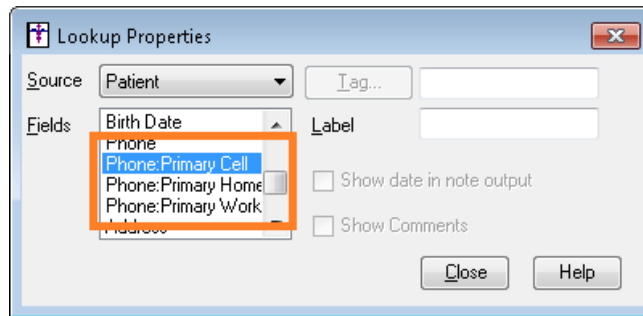 Lookup Properties
Source Patient Tag...
Fields Birth Date Label
Phone
Phone:Primary Cell
Phone:Primary Home Show date in note output
Phone:Primary Work
Address Show Comments
Close Help